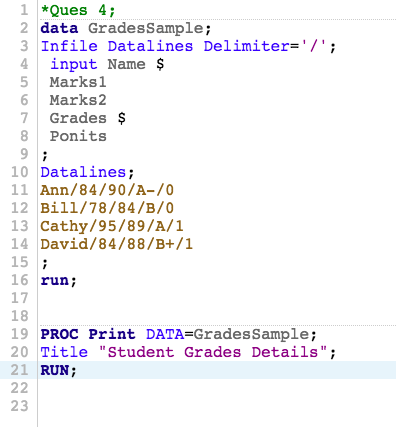 1 *Ques 4;
2 data GradesSample;
3 Infile Datalines Delimiter='/';
4 input Name $
5 Marks1
6 Marks2
7 Grades $
8 Ponits
9 ;
10 Datalines;
11 Ann/84/90/A-/0
12 Bill/78/84/B/0
13 Cathy/95/89/A/1
14 David/84/88/B+/1
15 ;
16 run;
17
18
19 PROC Print DATA=GradesSample;
20 Title "Student Grades Details";
21 RUN;
22
23